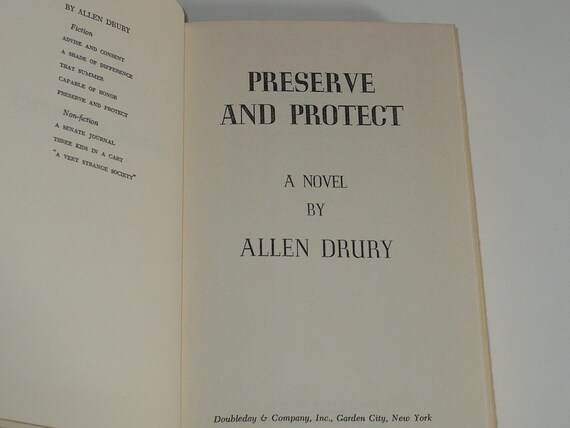 BY ALLEN DRURY
Fiction
ADVISE AND CONSENT
A SHADE OF DIFFERENCE
THAT SUMMER
CAPABLE OF HONOR
PRESERVE AND PROTECT
Non-fiction
A SENATE JOURNAL
THREE KIDS IN A CART
"A VERY STRANGE SOCIETY"
PRESERVE
AND PROTECT
A NOVEL
BY
ALLEN DRURY
Doubleday & Company, Inc., Garden City, New York